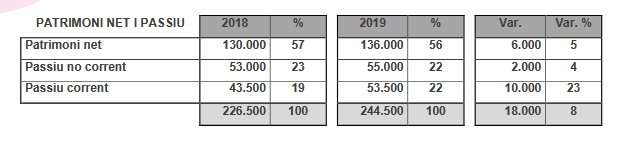 PATRIMONI NET I PASSIU 2018 % 2019 % Var. Var. %
Patrimoni net 130.000 57 136.000 56 6.000 5
Passiu no corrent 53.000 23 55.000 22 2.000 4
Passiu corrent 43.500 19 53.500 22 10.000 23
226.500 100 244.500 100 18.000 8